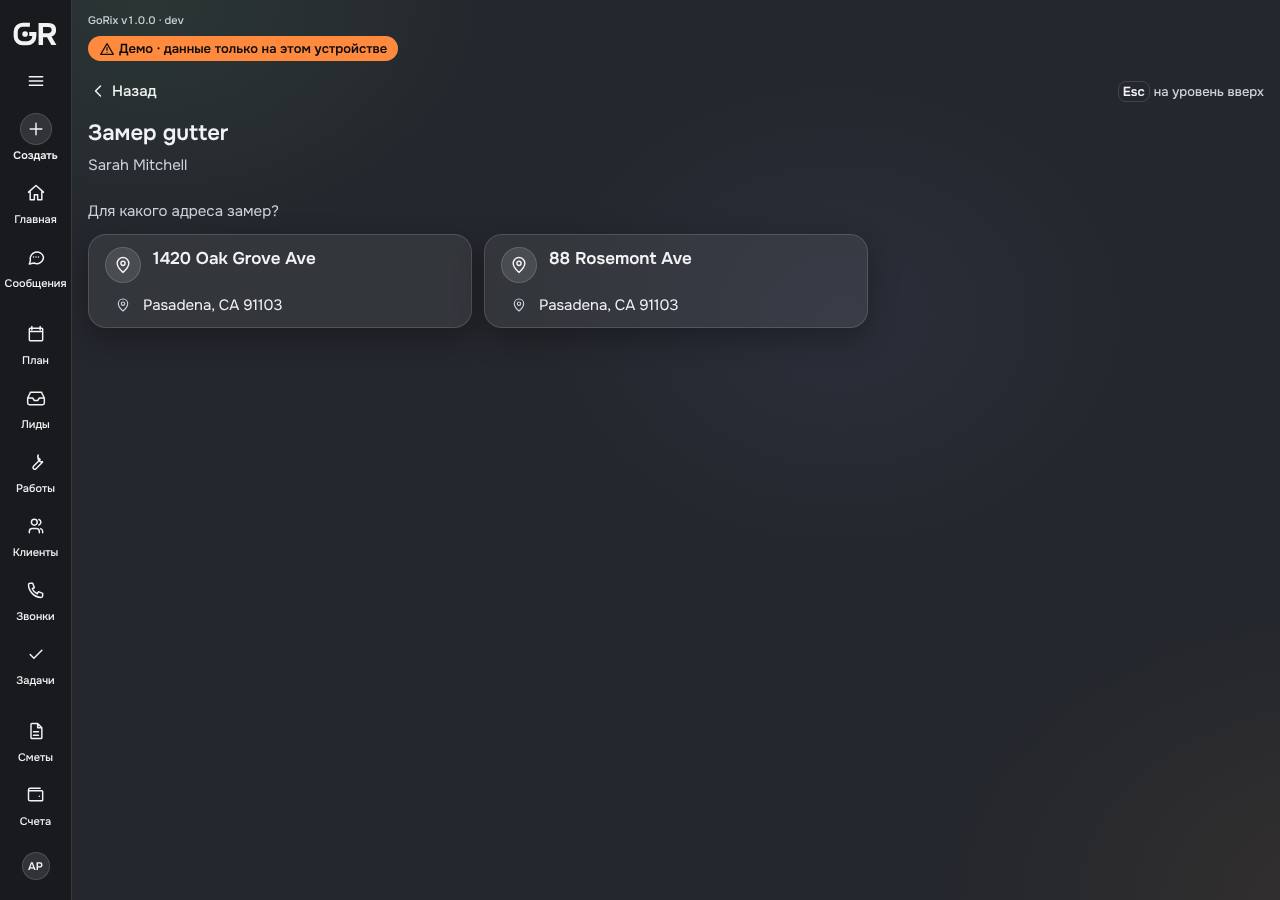 GR
GoRix v1.0.0 · dev
Демо · данные только на этом устройстве
Назад
Esc на уровень вверх
Замер gutter
Sarah Mitchell
Для какого адреса замер?
1420 Oak Grove Ave
Pasadena, CA 91103
88 Rosemont Ave
Pasadena, CA 91103
Создать
Главная
Сообщения
План
Лиды
Работы
Клиенты
Звонки
Задачи
Сметы
Счета
AP